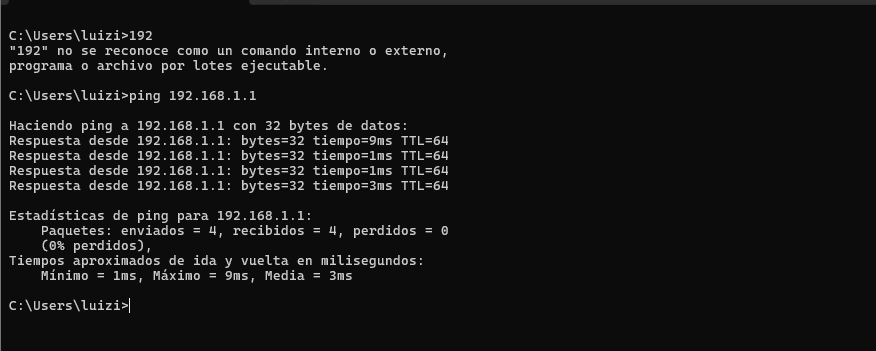 C:\Users\luizi>192
"192" no se reconoce como un comando interno o externo,
programa o archivo por lotes ejecutable.
C:\Users\luizi>ping 192.168.1.1
Haciendo ping a 192.168.1.1 con 32 bytes de datos:
Respuesta desde 192.168.1.1: bytes=32 tiempo=9ms TTL=64
Respuesta desde 192.168.1.1: bytes=32 tiempo=1ms TTL=64
Respuesta desde 192.168.1.1: bytes=32 tiempo=1ms TTL=64
Respuesta desde 192.168.1.1: bytes=32 tiempo=3ms TTL=64
Estadísticas de ping para 192.168.1.1:
Paquetes: enviados = 4, recibidos = 4, perdidos = 0
(0% perdidos),
Tiempos aproximados de ida y vuelta en milisegundos:
Mínimo = 1ms, Máximo = 9ms, Media = 3ms
C:\Users\luizi>